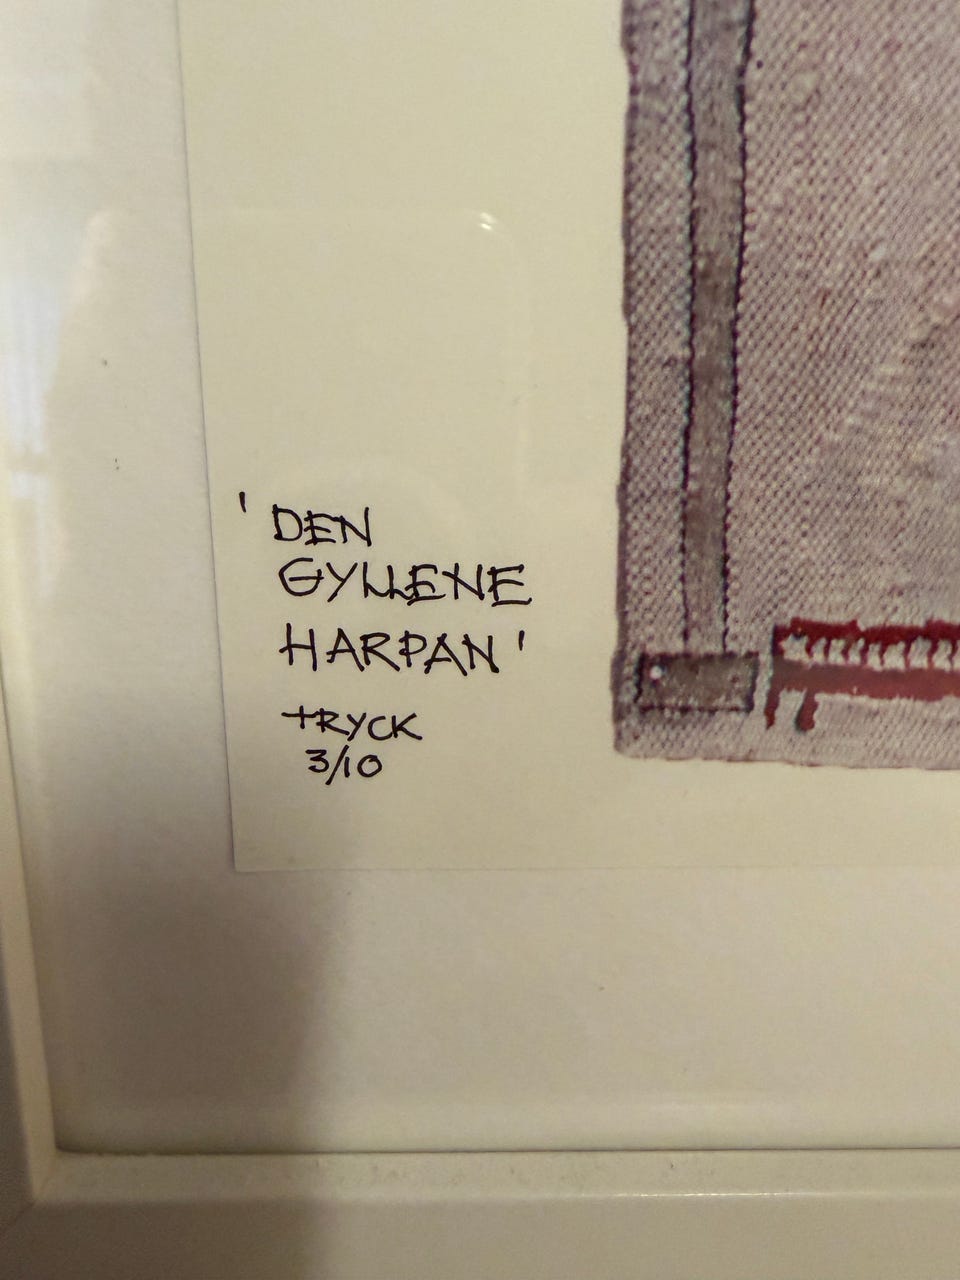 'DEN
GYLLENE
HARPAN'
TRYCK
3/10